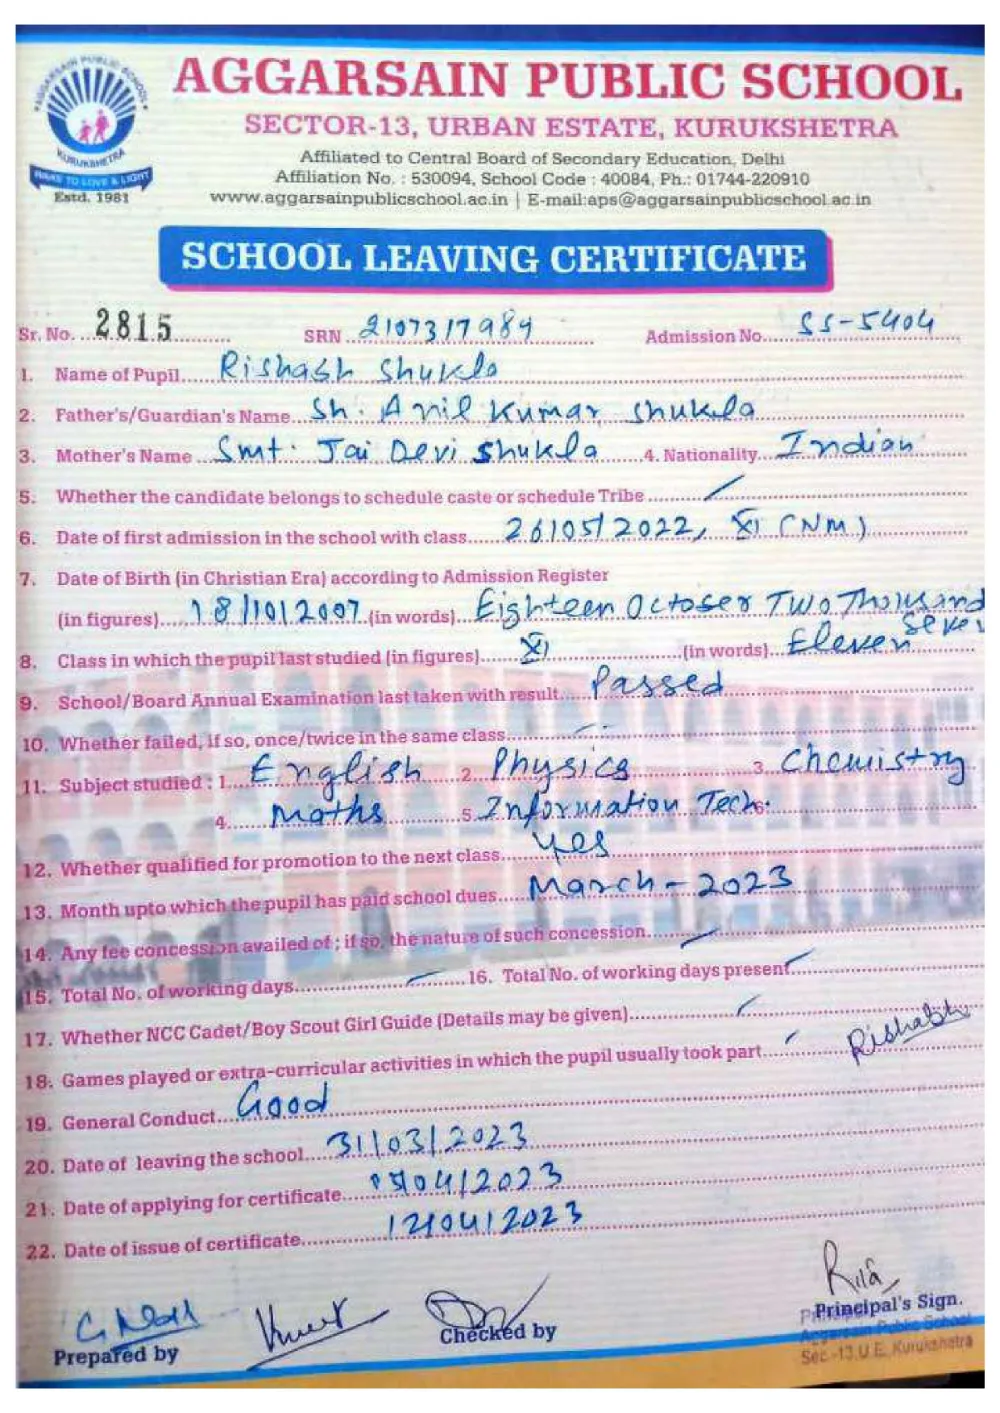 AGGARSAIN PUBLIC SCHOOL
KURUKSHETRA
Estd. 1981
AGGARSAIN PUBLIC SCHOOL
SECTOR-13, URBAN ESTATE, KURUKSHETRA
Affiliated to Central Board of Secondary Education, Delhi
Affiliation No. : 530094, School Code : 40084, Ph.: 01744-220910
www.aggarsainpublicschool.ac.in | E-mail:aps@aggarsainpublicschool.ac.in
SCHOOL LEAVING CERTIFICATE
Sr. No. 2815 SRN 2107317989 Admission No. SS-5404
1. Name of Pupil Rishabh Shukla
2. Father's/Guardian's Name Sh. Anil Kumar Shukla
3. Mother's Name Smt. Jai Devi Shukla 4. Nationality Indian
5. Whether the candidate belongs to schedule caste or schedule Tribe
6. Date of first admission in the school with class 26/05/2022, XI (NM)
7. Date of Birth (in Christian Era) according to Admission Register
(in figures) 18/10/2007 (in words) Eighteen October Two Thousand
Seven
8. Class in which the pupil last studied (in figures) XI (in words) Eleven
9. School/Board Annual Examination last taken with result Passed
10. Whether failed, if so, once/twice in the same class
11. Subject studied : 1. English 2. Physics 3. Chemistry
4. Maths 5. Information Tech. 6.
12. Whether qualified for promotion to the next class Yes
13. Month upto which the pupil has paid school dues March - 2023
14. Any fee concession availed of ; if so, the nature of such concession
15. Total No. of working days 16. Total No. of working days present
17. Whether NCC Cadet/Boy Scout Girl Guide (Details may be given)
18. Games played or extra-curricular activities in which the pupil usually took part
Rishabh
19. General Conduct Good
20. Date of leaving the school 31/03/2023
21. Date of applying for certificate 05/04/2023
22. Date of issue of certificate 12/04/2023
Prepared by Checked by Principal's Sign.
Principal
Aggarsain Public School
Sec.-13 U.E. Kurukshetra